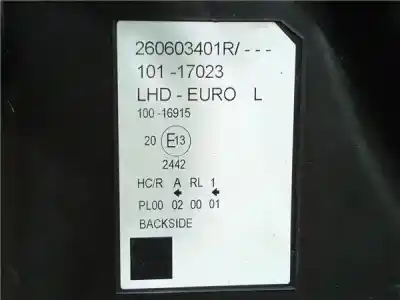 260603401R/ - - -
101 -17023
LHD - EURO L
100 -16915
20 E13
2442
HC/R A RL 1
PL00 02 00 01
BACKSIDE